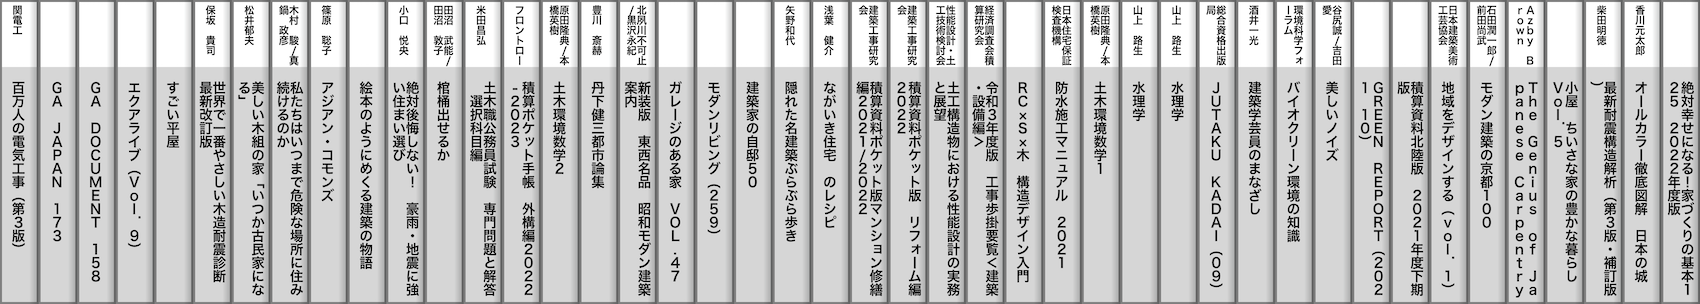 絶対幸せになる！家づくりの基本1
25　2022年度版
香川元太郎
オールカラー徹底図解　日本の城
柴田明徳
最新耐震構造解析（第3版・補訂版
）
小屋　ちいさな家の豊かな暮らし
Vol.5
Azby B
rown
The Genius of Ja
panese Carpentry
石田潤一郎/
前田尚武
モダン建築の京都100
日本建築美術
工芸協会
地域をデザインする（vol.1）
積算資料北陸版　2021年度下期
版
GREEN REPORT（202
1 10）
谷尻誠/吉田
愛
美しいノイズ
環境科学フォ
ーラム
バイオクリーン環境の知識
酒井一光
建築学芸員のまなざし
総合資格出版
局
JUTAKU KADAI（09）
山上　路生
水理学
山上　路生
水理学
原田隆典/本
橋英樹
土木環境数学1
日本住宅保証
検査機構
防水施工マニュアル　2021
RC×S×木　構造デザイン入門
経済調査会積
算研究会
令和3年度版　工事歩掛要覧く建築
・設備編＞
性能設計・土
工技術検討会
土工構造物における性能設計の実務
と展望
建築工事研究
会
積算資料ポケット版　リフォーム編
2022
建築工事研究
会
積算資料ポケット版マンション修繕
編2021/2022
浅葉　健介
ながいき住宅　のレシピ
矢野和代
隠れた名建築ぶらぶら歩き
建築家の自邸50
モダンリビング（259）
ガレージのある家　VOL.47
北夙川不可止
/黒沢永紀
新装版　東西名品　昭和モダン建築
案内
豊川　斎赫
丹下健三都市論集
原田隆典/本
橋英樹
土木環境数学2
フロントロー
積算ポケット手帳　外構編2022
-2023
米田昌弘
土木職公務員試験　専門問題と解答
選択科目編
田沼　武能/
田沼　敦子
棺桶出せるか
小口　悦央
絶対後悔しない！　豪雨・地震に強
い住まい選び
絵本のようにめくる建築の物語
篠原　聡子
アジアン・コモンズ
木村　駿/真
鍋　政彦
私たちはいつまで危険な場所に住み
続けるのか
松井郁夫
美しい木組の家「いつか古民家にな
る」
保坂　貴司
世界で一番やさしい木造耐震診断
最新改訂版
すごい平屋
エクアライブ（Vol.9）
GA DOCUMENT 158
GA JAPAN 173
関電工
百万人の電気工事（第3版）